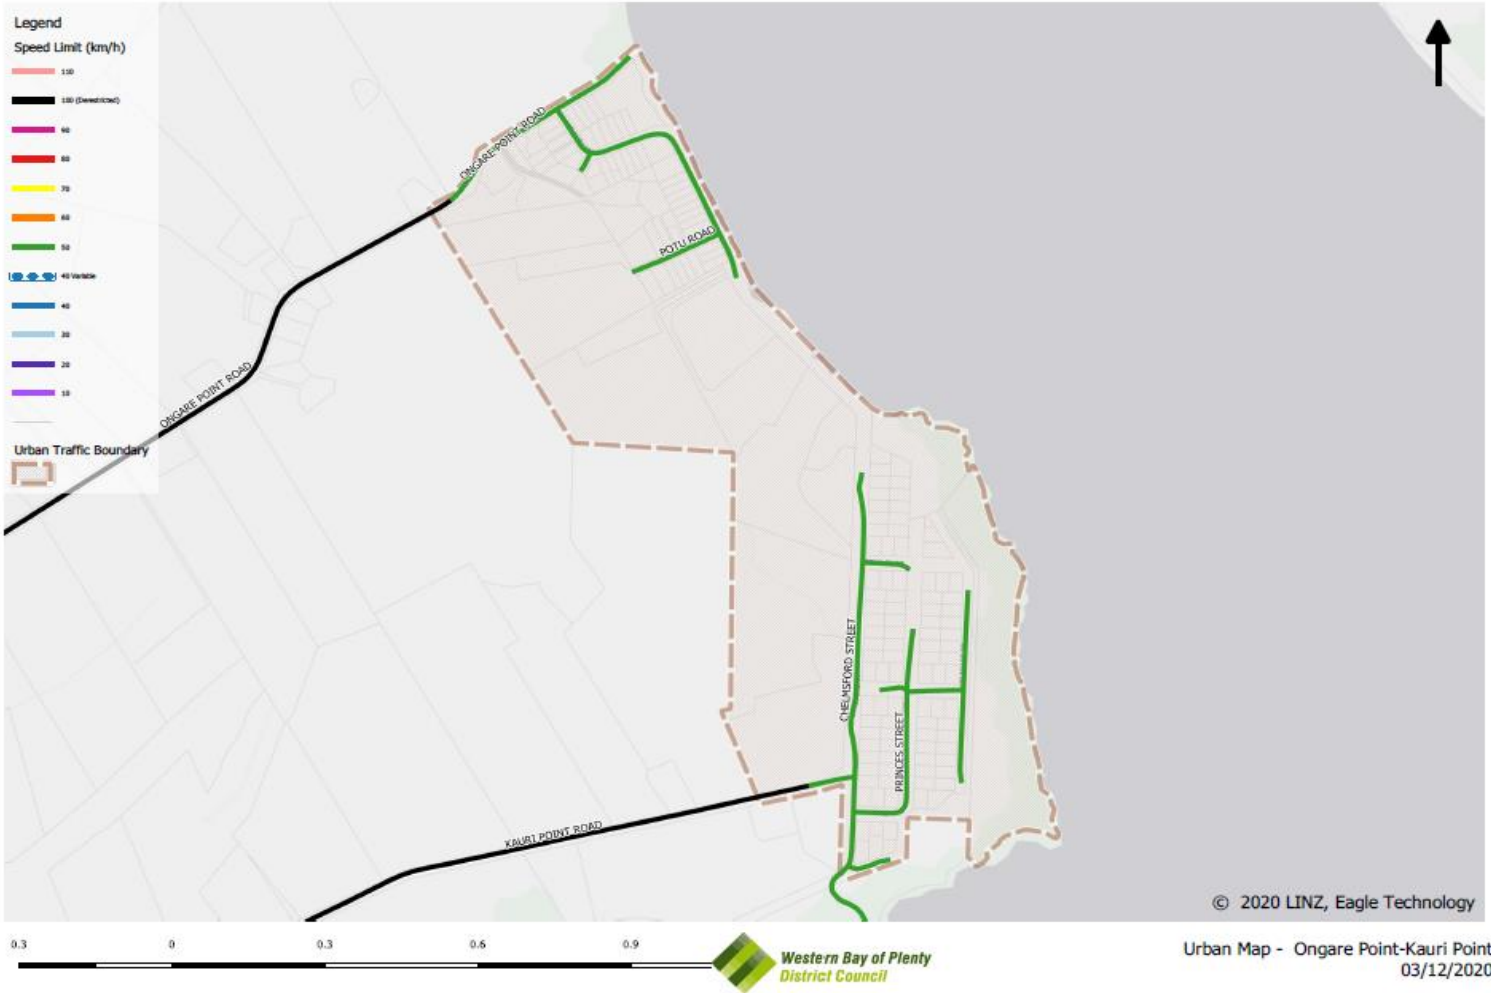 Legend
Speed Limit (km/h)
110
100 (Derestricted)
90
80
70
60
50
40 Variable
40
30
20
10
Urban Traffic Boundary
ONGARE POINT ROAD
POTU ROAD
ONGARE POINT ROAD
CHELMSFORD STREET
PRINCES STREET
KAURI POINT ROAD
© 2020 LINZ, Eagle Technology
0.3 0 0.3 0.6 0.9
Western Bay of Plenty
District Council
Urban Map - Ongare Point-Kauri Point
03/12/2020